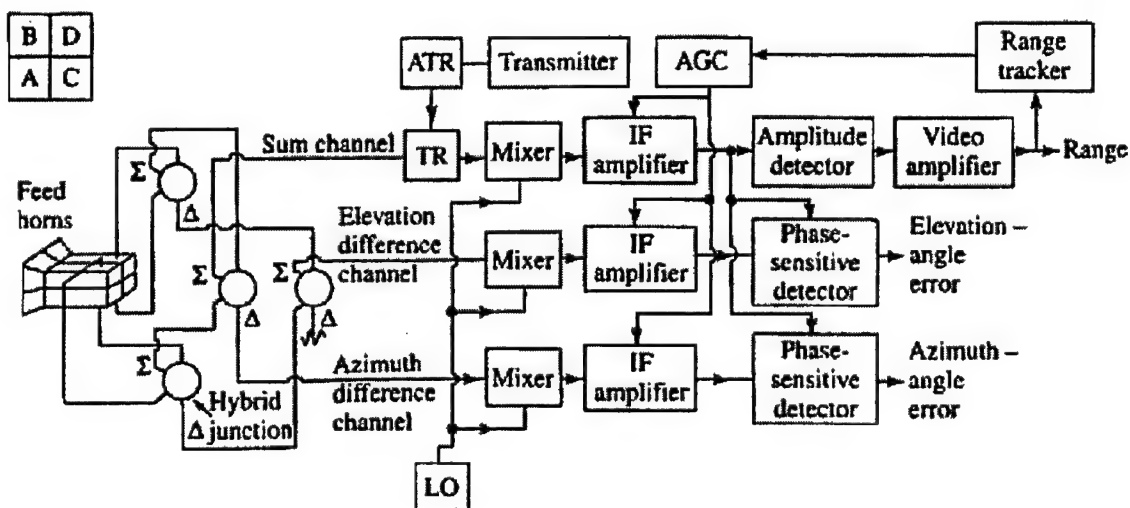 B D
A C
ATR
Transmitter
AGC
Range
tracker
Sum channel
TR
Mixer
IF
amplifier
Amplitude
detector
Video
amplifier
Range
Σ
Δ
Feed
horns
Elevation
difference
channel
Mixer
IF
amplifier
Phase-
sensitive
detector
Elevation –
angle
error
Σ
Δ
Σ
Δ
Σ
Δ
Hybrid
junction
Azimuth
difference
channel
Mixer
IF
amplifier
Phase-
sensitive
detector
Azimuth –
angle
error
LO